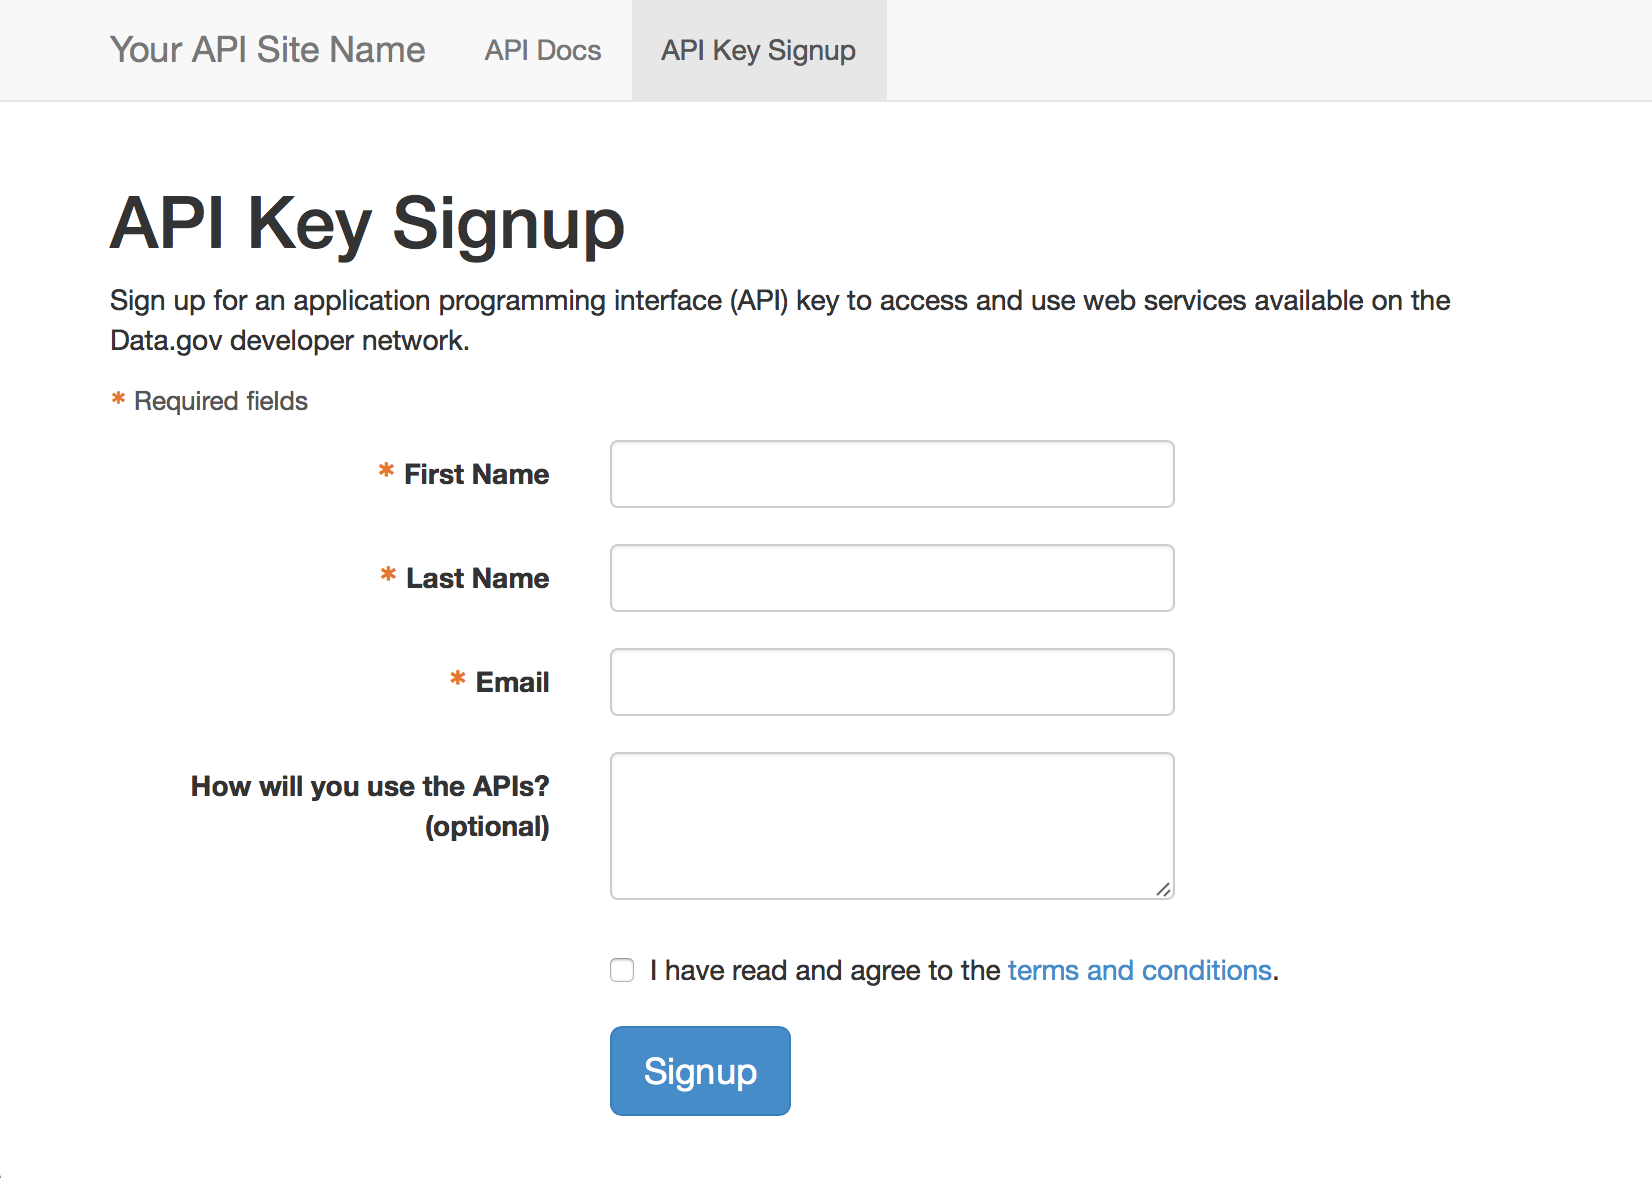 Your API Site Name API Docs API Key Signup
API Key Signup
Sign up for an application programming interface (API) key to access and use web services available on the
Data.gov developer network.
* Required fields
* First Name
* Last Name
* Email
How will you use the APIs?
(optional)
I have read and agree to the terms and conditions.
Signup